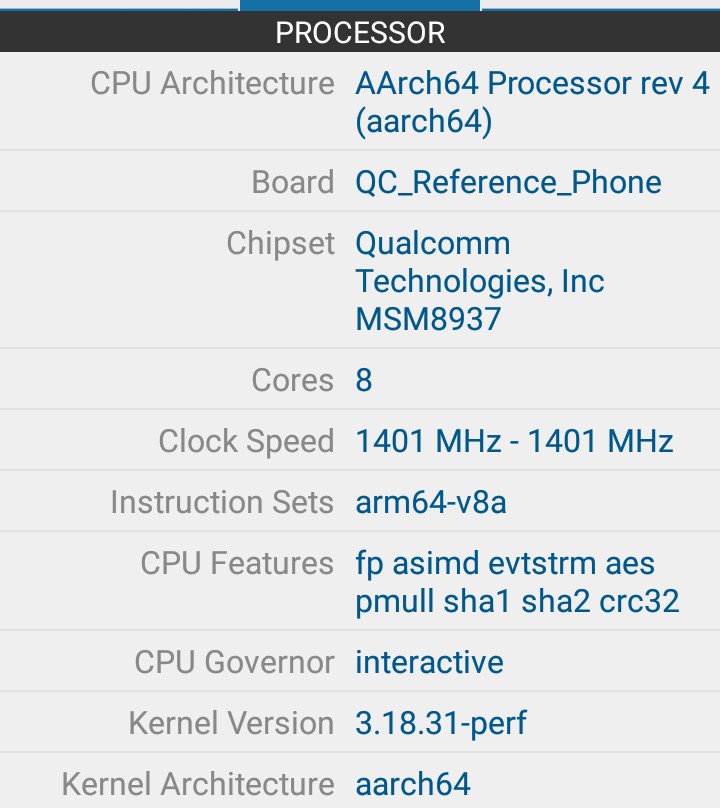 PROCESSOR
CPU Architecture AArch64 Processor rev 4
(aarch64)
Board QC_Reference_Phone
Chipset Qualcomm
Technologies, Inc
MSM8937
Cores 8
Clock Speed 1401 MHz - 1401 MHz
Instruction Sets arm64-v8a
CPU Features fp asimd evtstrm aes
pmull sha1 sha2 crc32
CPU Governor interactive
Kernel Version 3.18.31-perf
Kernel Architecture aarch64